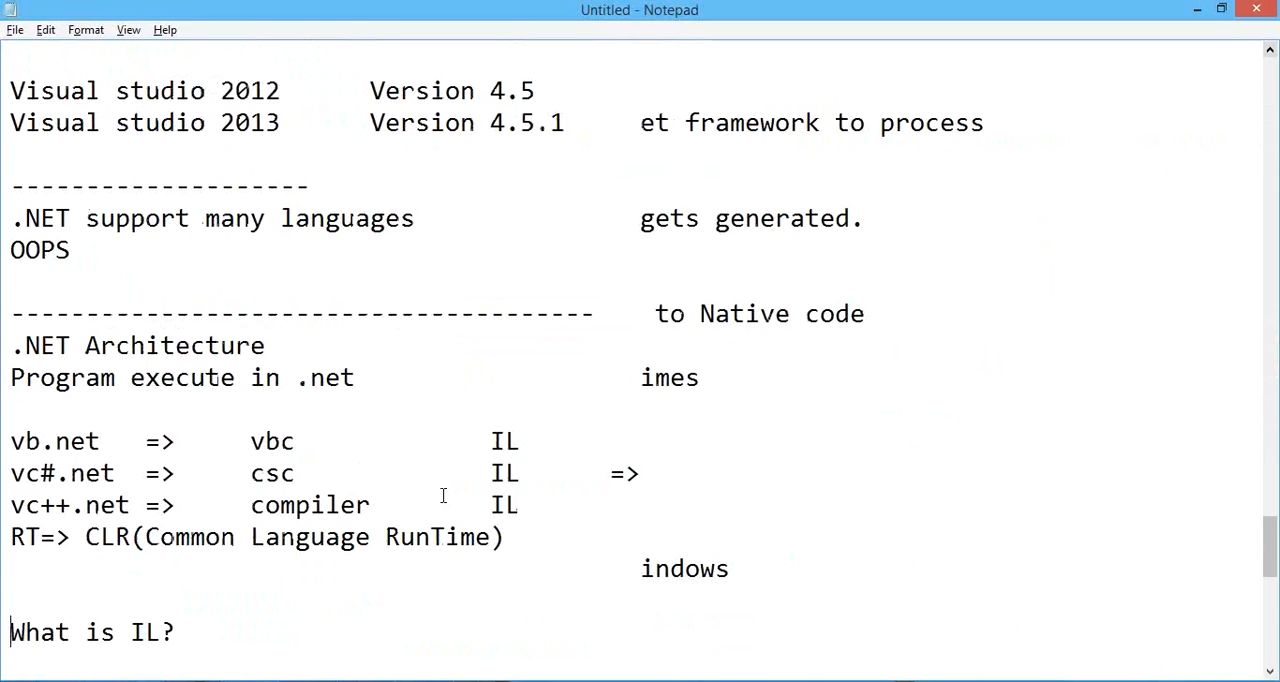 Untitled - Notepad
File Edit Format View Help
Visual studio 2012 Version 4.5
Visual studio 2013 Version 4.5.1 et framework to process
---------------------
.NET support many languages gets generated.
OOPS
--------------------------------------- to Native code
.NET Architecture
Program execute in .net imes
vb.net => vbc IL
vc#.net => csc IL =>
vc++.net => compiler IL
RT=> CLR(Common Language RunTime)
indows
What is IL?